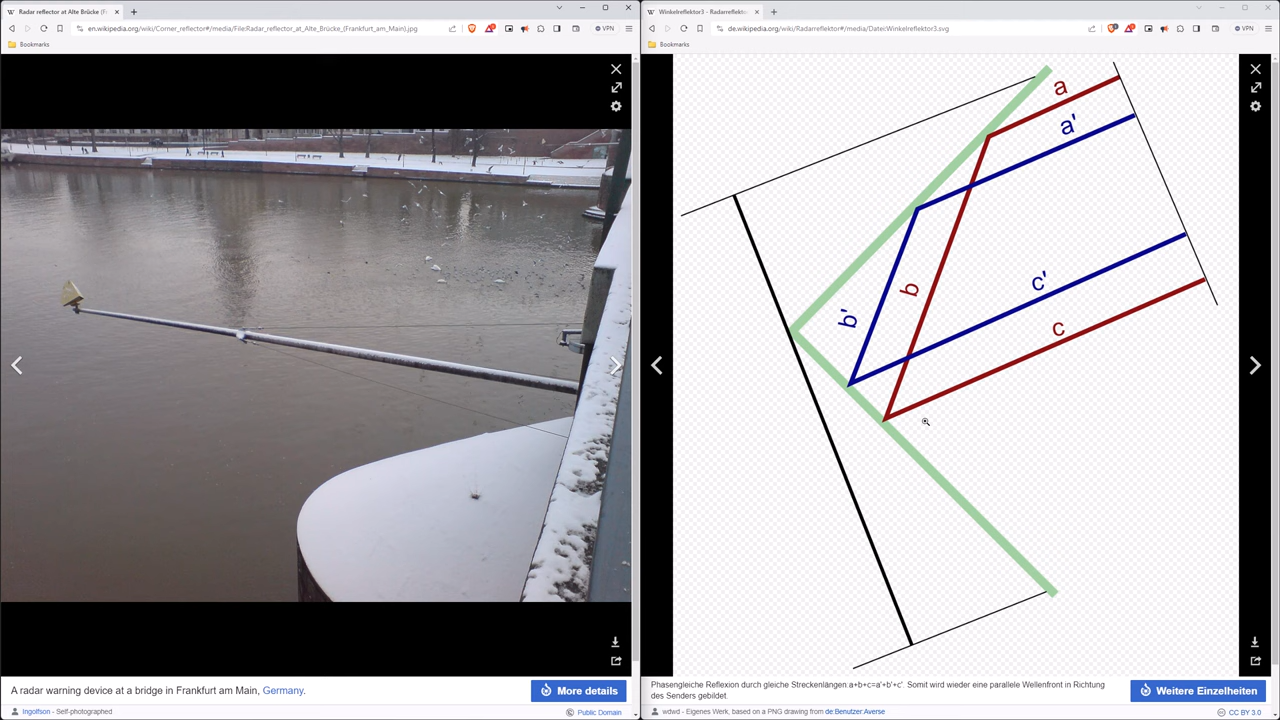 Radar reflector at Alte Brücke (Fra
en.wikipedia.org/wiki/Corner_reflector#/media/File:Radar_reflector_at_Alte_Brücke_(Frankfurt_am_Main).jpg
VPN
Bookmarks
A radar warning device at a bridge in Frankfurt am Main, Germany.
More details
Ingolfson - Self-photographed
Public Domain
Winkelreflektor3 - Radarreflekto
de.wikipedia.org/wiki/Radarreflektor#/media/Datei:Winkelreflektor3.svg
VPN
Bookmarks
a
a'
b
b'
c'
c
Phasengleiche Reflexion durch gleiche Streckenlängen a+b+c=a'+b'+c'. Somit wird wieder eine parallele Wellenfront in Richtung
des Senders gebildet.
Weitere Einzelheiten
wdwd - Eigenes Werk, based on a PNG drawing from de:Benutzer:Averse
CC BY 3.0